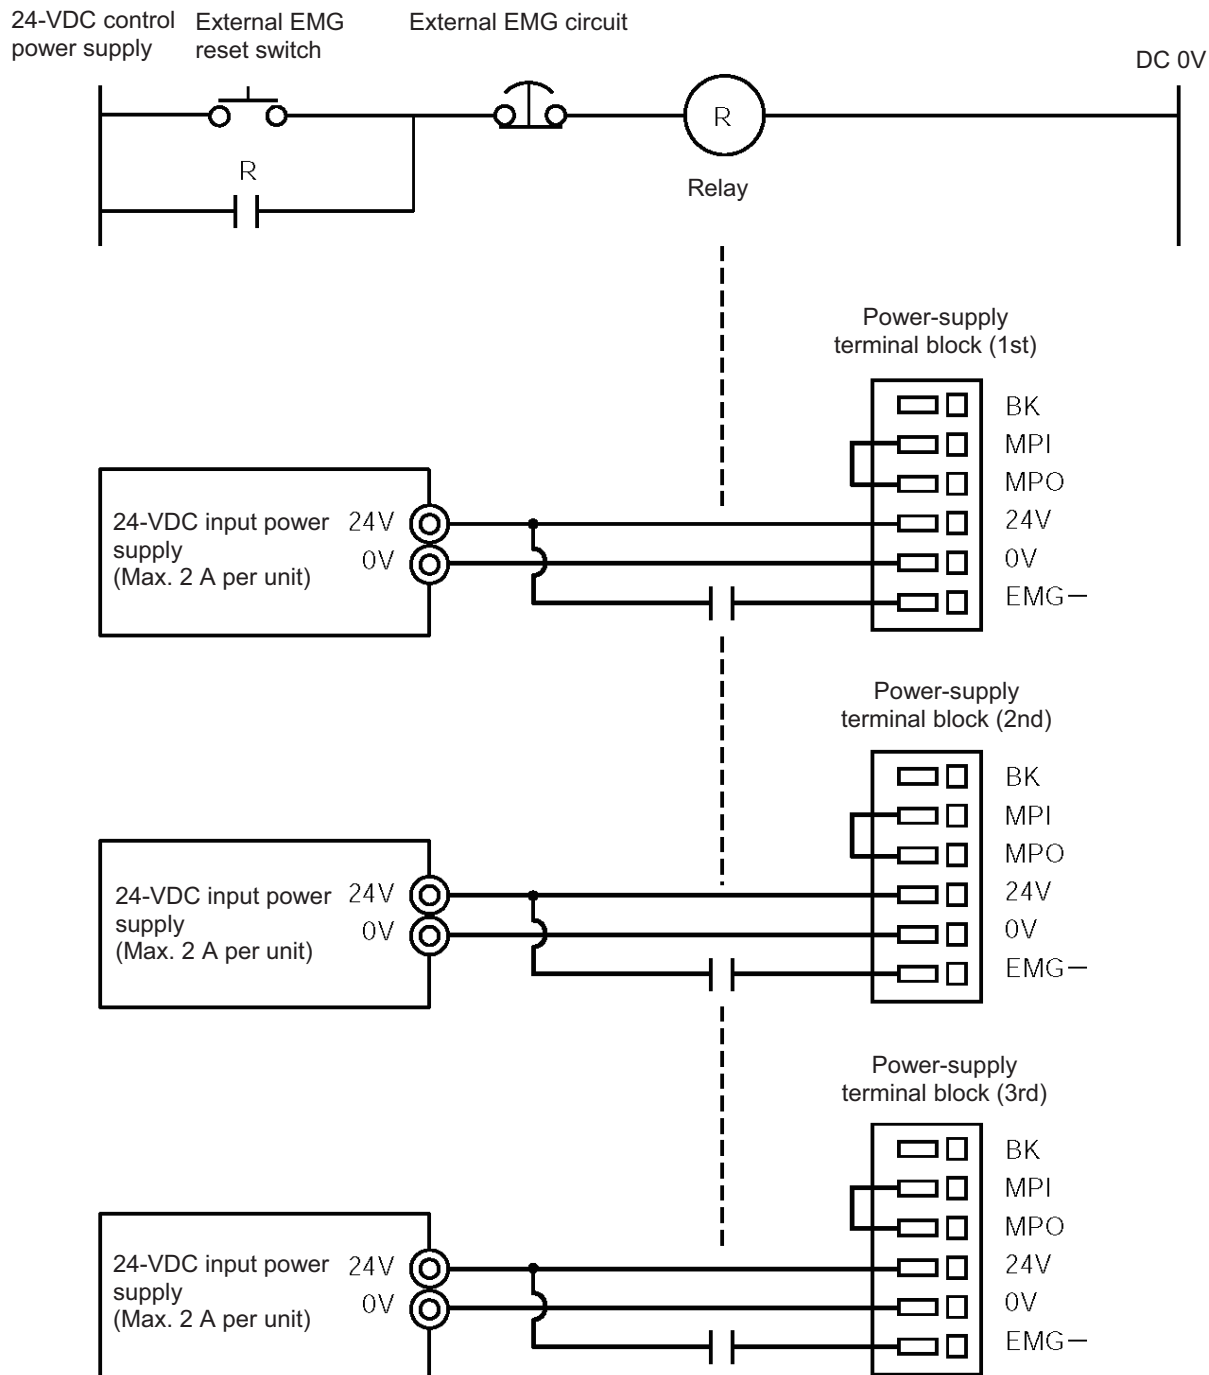 24-VDC control
power supply
External EMG
reset switch
External EMG circuit
DC 0V
R
R
Relay
Power-supply
terminal block (1st)
BK
MPI
MPO
24V
0V
EMG−
24-VDC input power
supply
(Max. 2 A per unit)
24V
0V
Power-supply
terminal block (2nd)
BK
MPI
MPO
24V
0V
EMG−
24-VDC input power
supply
(Max. 2 A per unit)
24V
0V
Power-supply
terminal block (3rd)
BK
MPI
MPO
24V
0V
EMG−
24-VDC input power
supply
(Max. 2 A per unit)
24V
0V